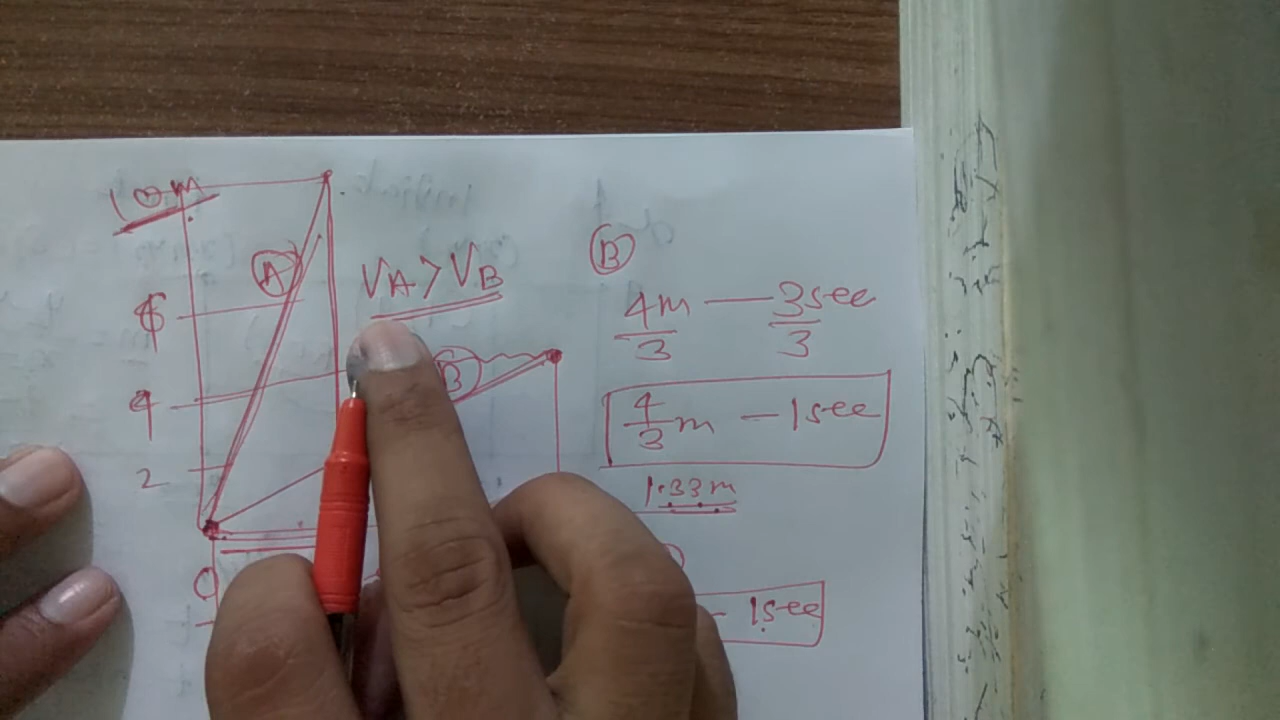 10m
A
6
VA > VB
4
B
2
0
B
4m — 3sec
3 3
4/3 m — 1sec
1.33m
— 1sec